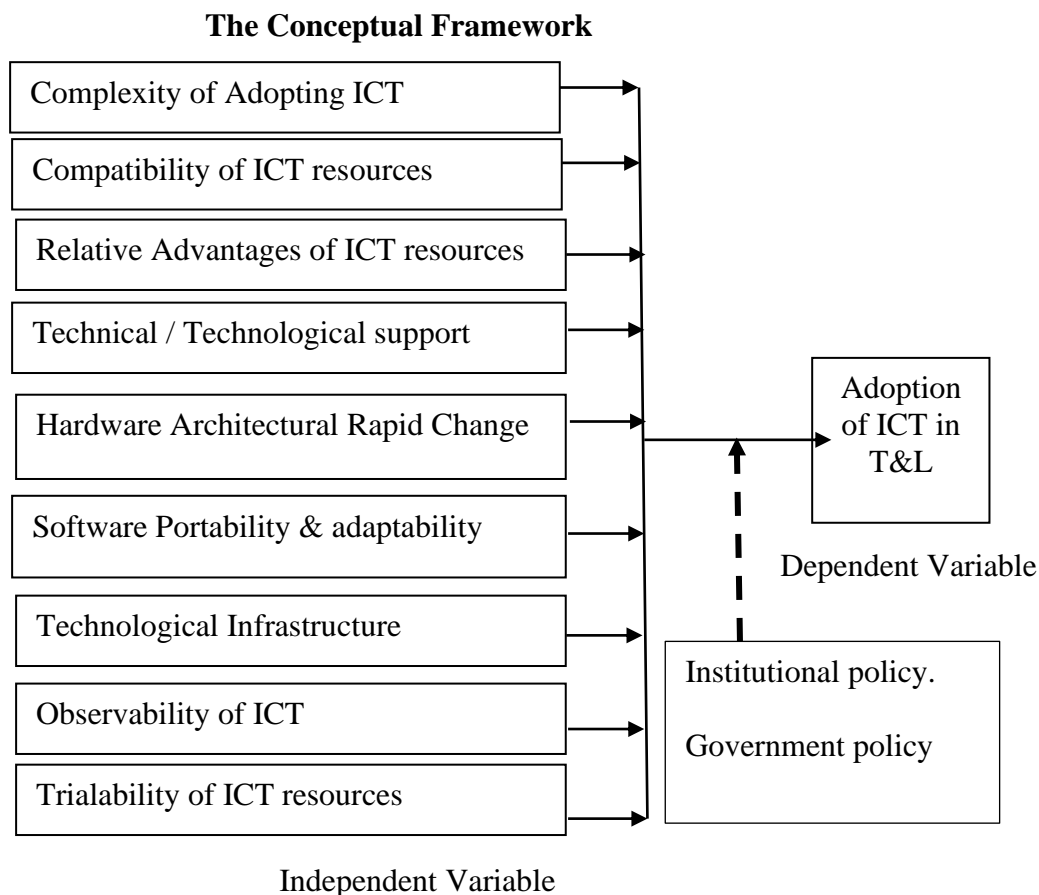 The Conceptual Framework
Complexity of Adopting ICT
Compatibility of ICT resources
Relative Advantages of ICT resources
Technical / Technological support
Hardware Architectural Rapid Change
Software Portability & adaptability
Technological Infrastructure
Observability of ICT
Trialability of ICT resources
Independent Variable
Adoption
of ICT in
T&L
Dependent Variable
Institutional policy.
Government policy